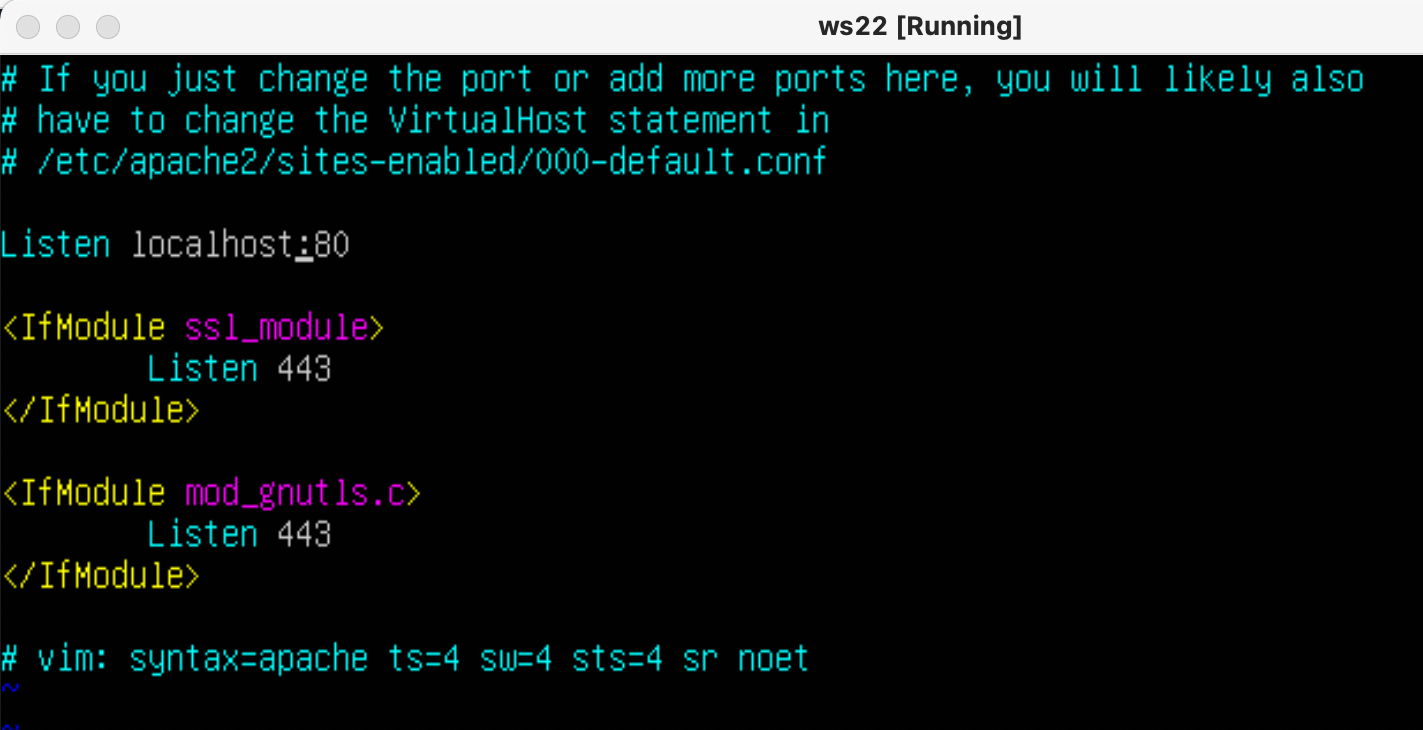 ws22 [Running]
# If you just change the port or add more ports here, you will likely also
# have to change the VirtualHost statement in
# /etc/apache2/sites-enabled/000-default.conf
Listen localhost:80
<IfModule ssl_module>
Listen 443
</IfModule>
<IfModule mod_gnutls.c>
Listen 443
</IfModule>
# vim: syntax=apache ts=4 sw=4 sts=4 sr noet
~
~